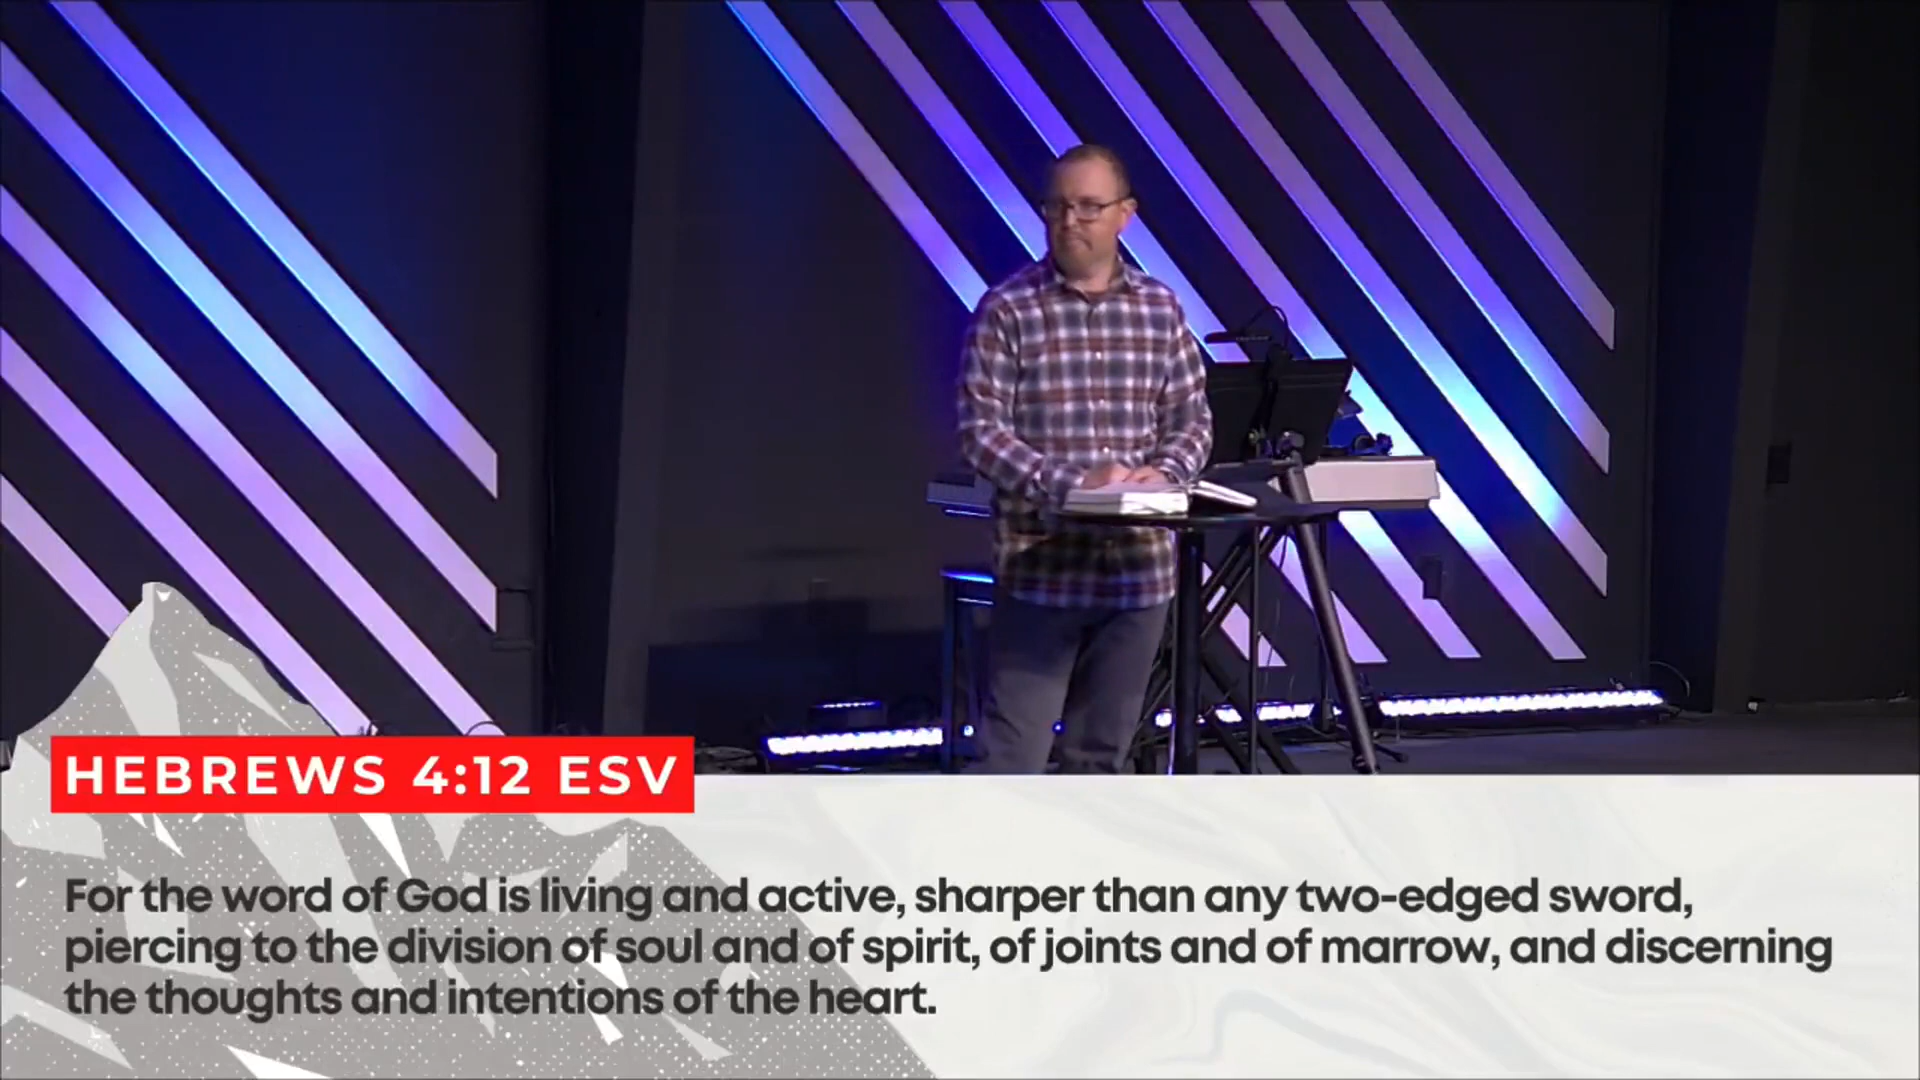 HEBREWS 4:12 ESV
For the word of God is living and active, sharper than any two-edged sword,
piercing to the division of soul and of spirit, of joints and of marrow, and discerning
the thoughts and intentions of the heart.